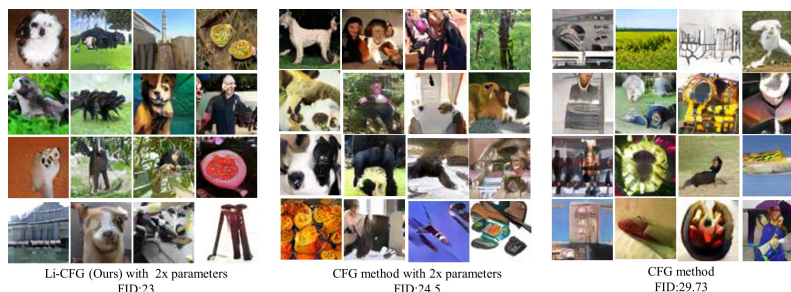 Li-CFG (Ours) with 2x parameters
FID:23
CFG method with 2x parameters
FID:24.5
CFG method
FID:29.73